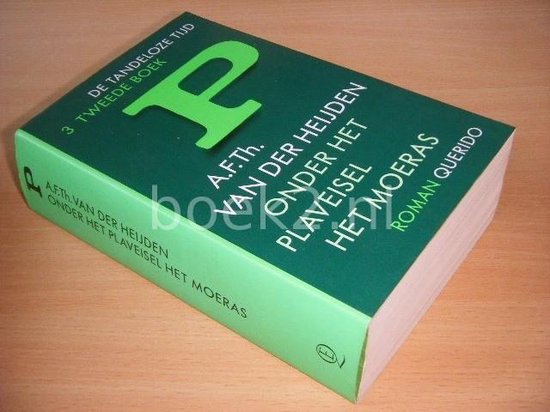 DE TANDELOZE TIJD
3 TWEEDE BOEK
P
A.F.Th.
VAN DER HEIJDEN
ONDER HET
PLAVEISEL
HET MOERAS
ROMAN QUERIDO
P
A.F.Th. VAN DER HEIJDEN
ONDER HET PLAVEISEL HET MOERAS
Q
boek2.nl